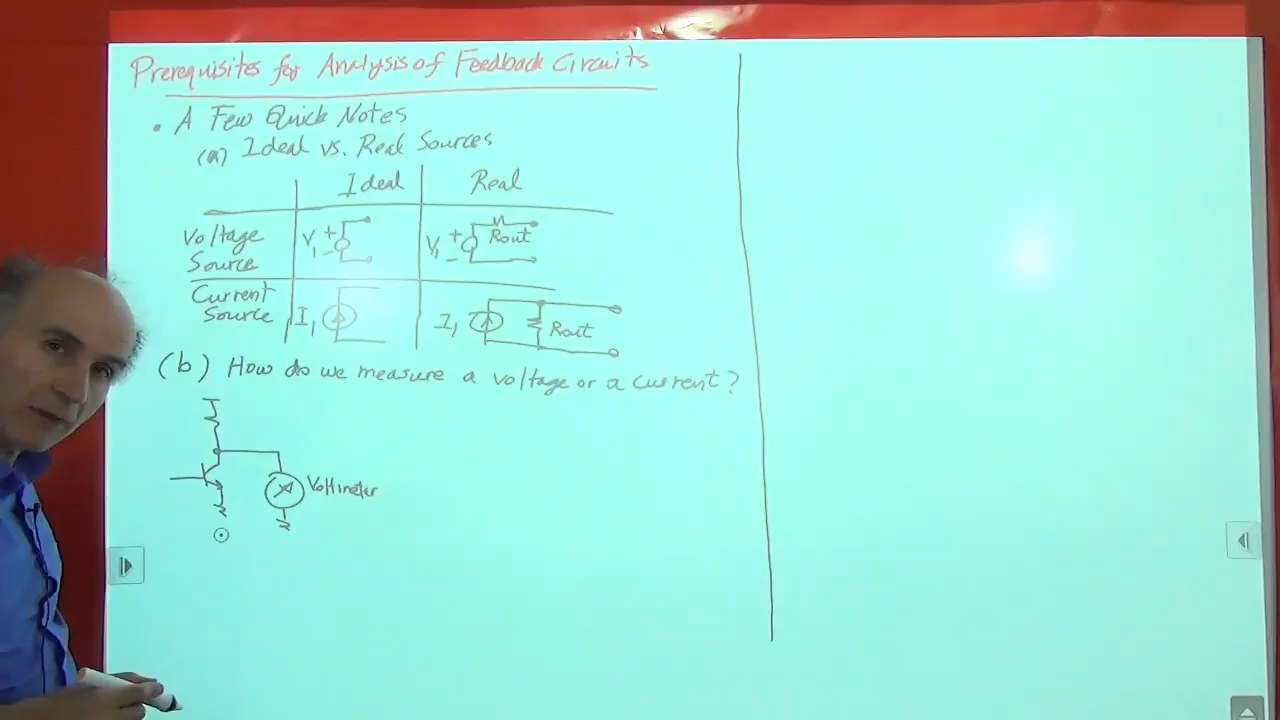 Prerequisites for Analysis of Feedback Circuits
• A Few Quick Notes
(a) Ideal vs. Real Sources
Ideal Real
Voltage Source V1 + - V1 + - Rout
Current Source I1 I1 Rout
(b) How do we measure a voltage or a current?
Voltmeter